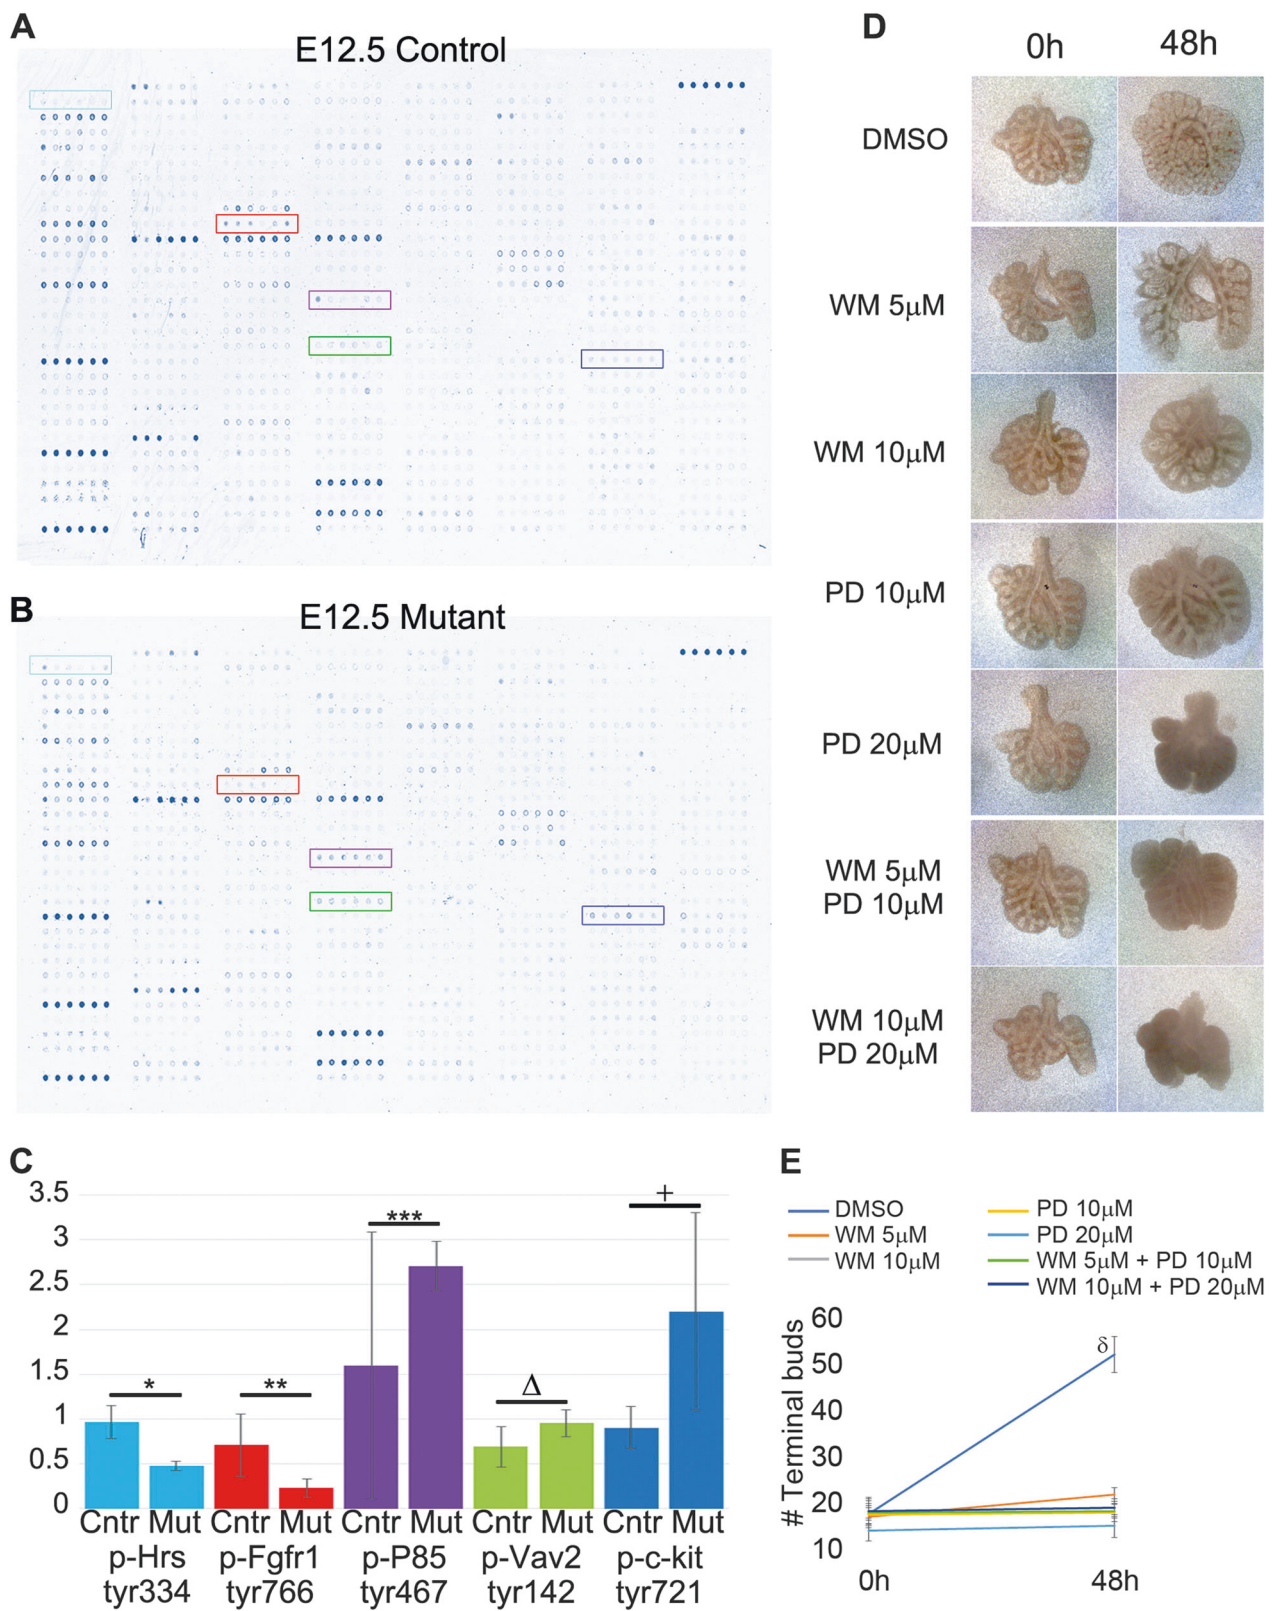 A
E12.5 Control
B
E12.5 Mutant
C
3.5
3
2.5
2
1.5
1
0.5
0
*
**
***
Δ
+
Cntr Mut Cntr Mut Cntr Mut Cntr Mut Cntr Mut
p-Hrs p-Fgfr1 p-P85 p-Vav2 p-c-kit
tyr334 tyr766 tyr467 tyr142 tyr721
D
0h 48h
DMSO
WM 5μM
WM 10μM
PD 10μM
PD 20μM
WM 5μM
PD 10μM
WM 10μM
PD 20μM
E
DMSO
WM 5μM
WM 10μM
PD 10μM
PD 20μM
WM 5μM + PD 10μM
WM 10μM + PD 20μM
# Terminal buds
60
50
40
30
20
10
δ
0h 48h